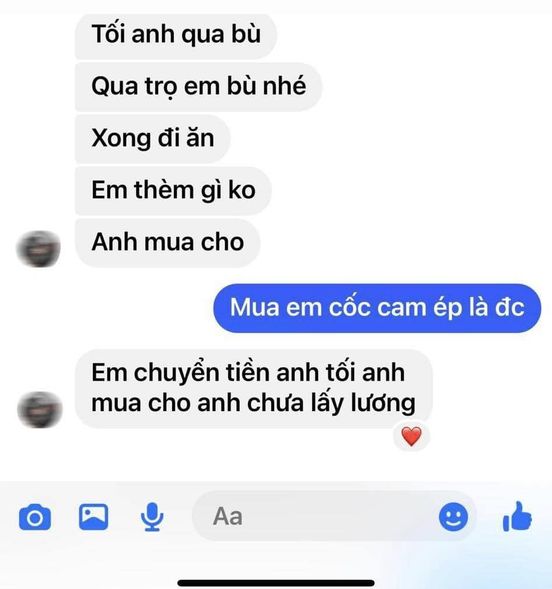 Tối anh qua bù
Qua trọ em bù nhé
Xong đi ăn
Em thèm gì ko
Anh mua cho
Mua em cốc cam ép là đc
Em chuyển tiền anh tối anh
mua cho anh chưa lấy lương
Aa